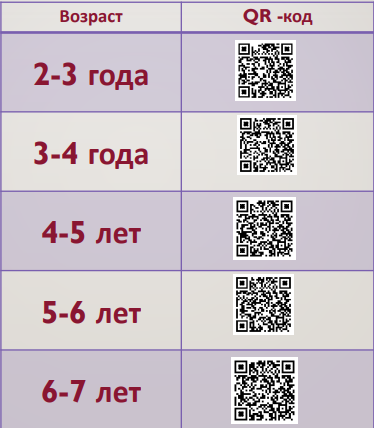 Возраст QR -код
2-3 года
3-4 года
4-5 лет
5-6 лет
6-7 лет